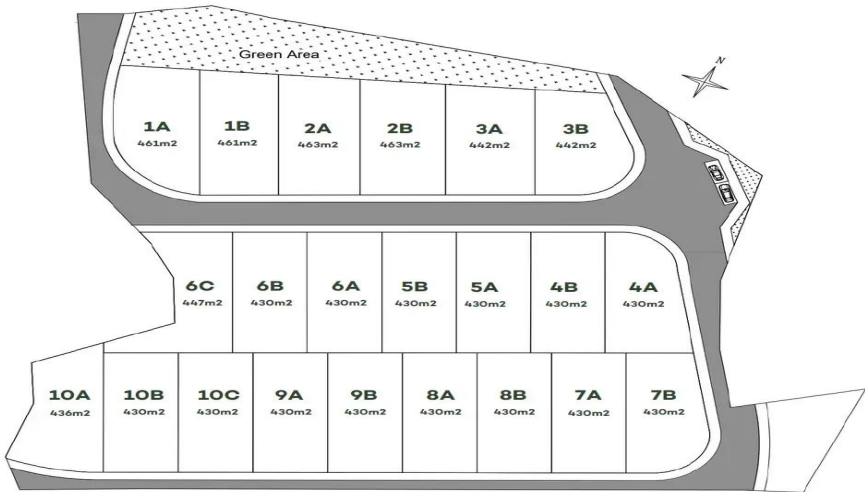 Green Area
N
1A 1B 2A 2B 3A 3B
461m2 461m2 463m2 463m2 442m2 442m2
6C 6B 6A 5B 5A 4B 4A
447m2 430m2 430m2 430m2 430m2 430m2 430m2
10A 10B 10C 9A 9B 8A 8B 7A 7B
436m2 430m2 430m2 430m2 430m2 430m2 430m2 430m2 430m2